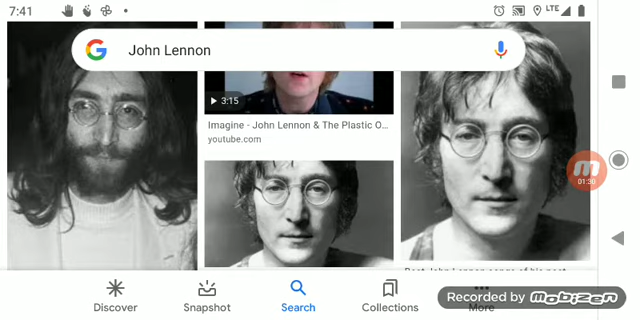 7:41
LTE
John Lennon
3:15
Imagine - John Lennon & The Plastic O...
youtube.com
01:30
Discover
Snapshot
Search
Collections
More
Recorded by MOBIZEN